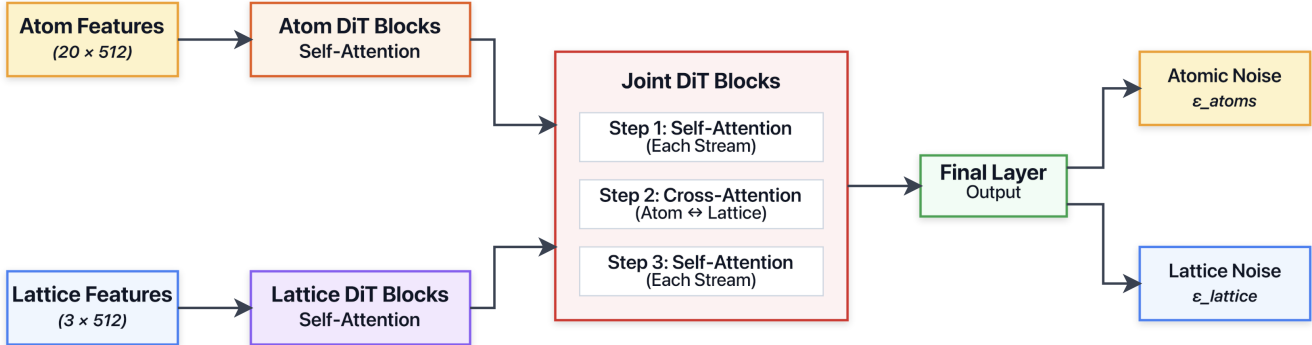 Atom Features
(20 × 512)
Atom DiT Blocks
Self-Attention
Lattice Features
(3 × 512)
Lattice DiT Blocks
Self-Attention
Joint DiT Blocks
Step 1: Self-Attention
(Each Stream)
Step 2: Cross-Attention
(Atom ↔ Lattice)
Step 3: Self-Attention
(Each Stream)
Final Layer
Output
Atomic Noise
ε_atoms
Lattice Noise
ε_lattice